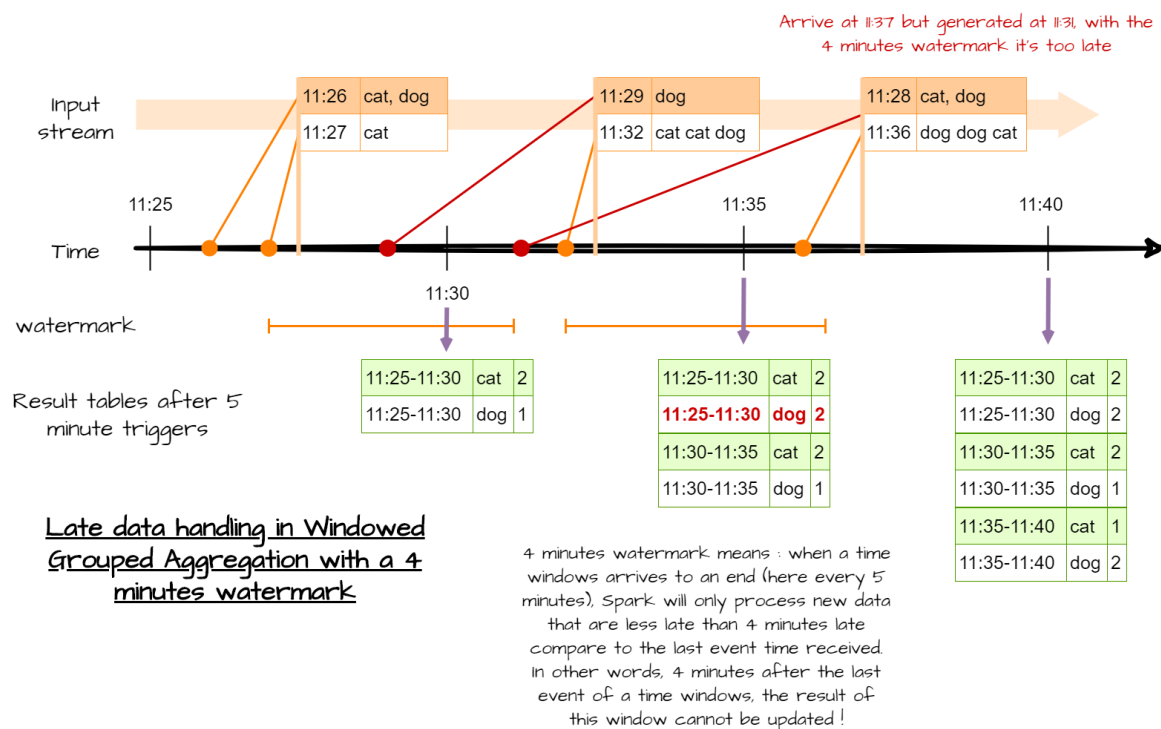 Arrive at 11:37 but generated at 11:31, with the
4 minutes watermark it's too late
Input
stream
11:26 cat, dog
11:27 cat
11:29 dog
11:32 cat cat dog
11:28 cat, dog
11:36 dog dog cat
11:25
11:35
11:40
Time
11:30
watermark
Result tables after 5
minute triggers
11:25-11:30 cat 2
11:25-11:30 dog 1
11:25-11:30 cat 2
11:25-11:30 dog 2
11:30-11:35 cat 2
11:30-11:35 dog 1
11:25-11:30 cat 2
11:25-11:30 dog 2
11:30-11:35 cat 2
11:30-11:35 dog 1
11:35-11:40 cat 1
11:35-11:40 dog 2
Late data handling in Windowed
Grouped Aggregation with a 4
minutes watermark
4 minutes watermark means : when a time
windows arrives to an end (here every 5
minutes), Spark will only process new data
that are less late than 4 minutes late
compare to the last event time received.
In other words, 4 minutes after the last
event of a time windows, the result of
this window cannot be updated !